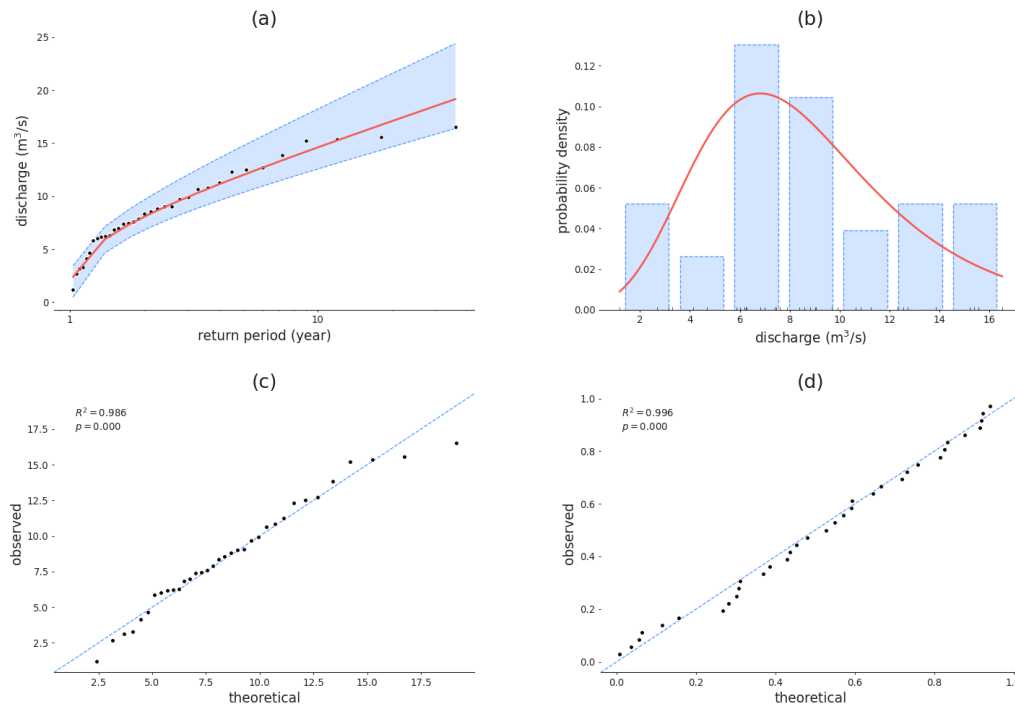 (a)
25
20
15
10
5
0
discharge (m³/s)
1
10
return period (year)
(b)
0.12
0.10
0.08
0.06
0.04
0.02
0.00
probability density
2 4 6 8 10 12 14 16
discharge (m³/s)
(c)
R² = 0.986
p = 0.000
17.5
15.0
12.5
10.0
7.5
5.0
2.5
observed
2.5 5.0 7.5 10.0 12.5 15.0 17.5
theoretical
(d)
R² = 0.996
p = 0.000
1.0
0.8
0.6
0.4
0.2
0.0
observed
0.0 0.2 0.4 0.6 0.8 1.0
theoretical